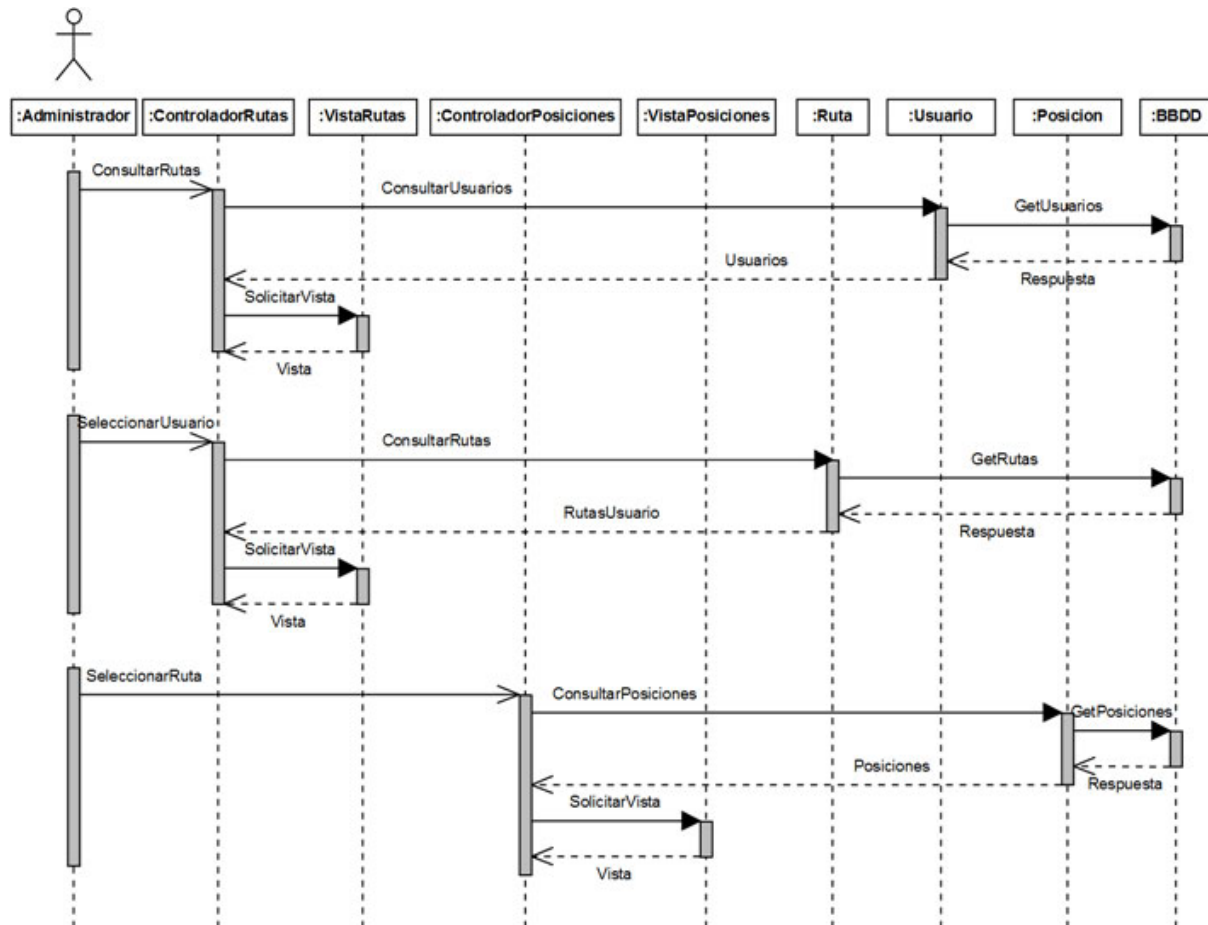 :Administrador
:ControladorRutas
:VistaRutas
:ControladorPosiciones
:VistaPosiciones
:Ruta
:Usuario
:Posicion
:BBDD
ConsultarRutas
ConsultarUsuarios
GetUsuarios
Usuarios
Respuesta
SolicitarVista
Vista
SeleccionarUsuario
ConsultarRutas
GetRutas
RutasUsuario
Respuesta
SolicitarVista
Vista
SeleccionarRuta
ConsultarPosiciones
GetPosiciones
Posiciones
Respuesta
SolicitarVista
Vista